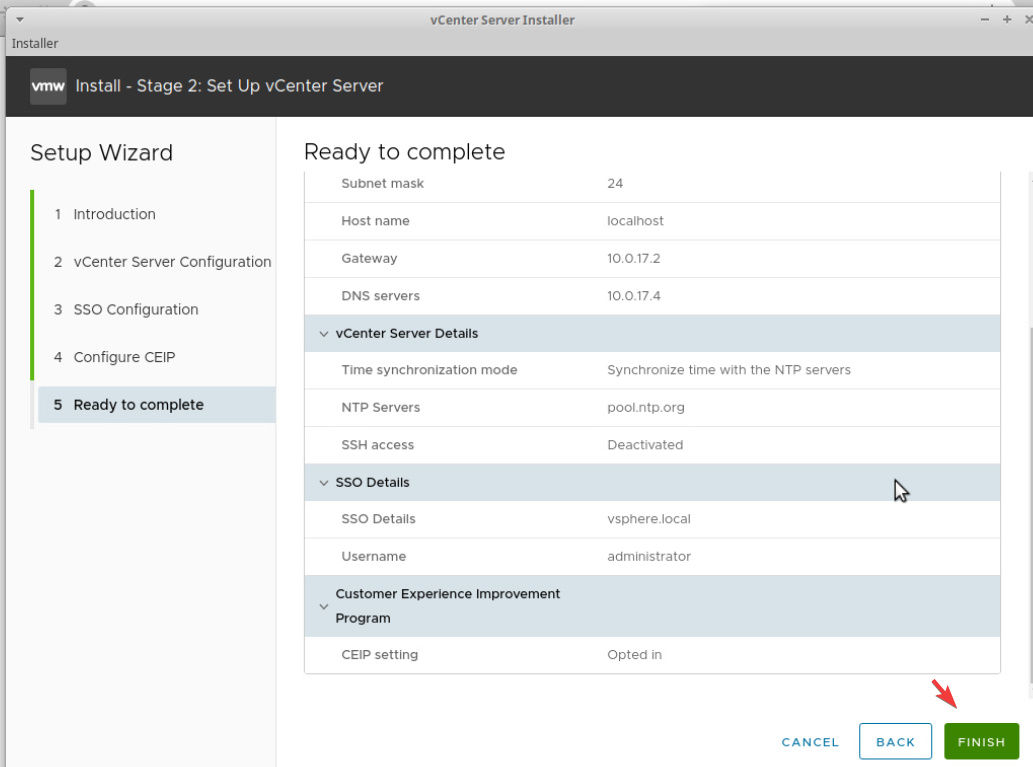 vCenter Server Installer
Installer
vmw Install - Stage 2: Set Up vCenter Server
Setup Wizard
1 Introduction
2 vCenter Server Configuration
3 SSO Configuration
4 Configure CEIP
5 Ready to complete
Ready to complete
Subnet mask 24
Host name localhost
Gateway 10.0.17.2
DNS servers 10.0.17.4
vCenter Server Details
Time synchronization mode Synchronize time with the NTP servers
NTP Servers pool.ntp.org
SSH access Deactivated
SSO Details
SSO Details vsphere.local
Username administrator
Customer Experience Improvement
Program
CEIP setting Opted in
CANCEL BACK FINISH